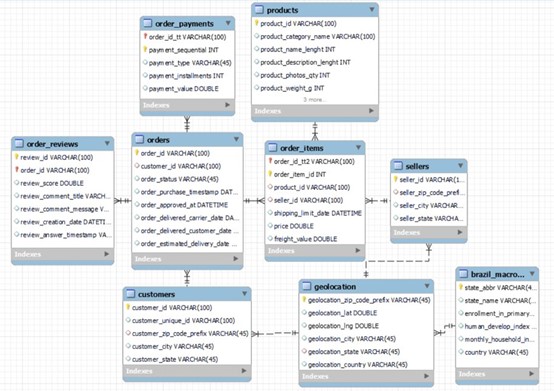 order_payments
order_id_tt VARCHAR(100)
payment_sequential INT
payment_type VARCHAR(45)
payment_installments INT
payment_value DOUBLE
Indexes
products
product_id VARCHAR(100)
product_category_name VARCHAR(100)
product_name_lenght INT
product_description_lenght INT
product_photos_qty INT
product_weight_g INT
3 more...
Indexes
order_reviews
review_id VARCHAR(100)
order_id VARCHAR(100)
review_score DOUBLE
review_comment_title VARCH...
review_comment_message V...
review_creation_date DATETI...
review_answer_timestamp VA...
Indexes
orders
order_id VARCHAR(100)
customer_id VARCHAR(100)
order_status VARCHAR(45)
order_purchase_timestamp DAT...
order_approved_at DATETIME
order_delivered_carrier_date DA...
order_delivered_customer_date ...
order_estimated_delivery_date ...
Indexes
order_items
order_id_tt2 VARCHAR(100)
order_item_id INT
product_id VARCHAR(100)
seller_id VARCHAR(100)
shipping_limit_date DATETIME
price DOUBLE
freight_value DOUBLE
Indexes
sellers
seller_id VARCHAR(1...
seller_zip_code_prefi...
seller_city VARCHA...
seller_state VARCHA...
Indexes
customers
customer_id VARCHAR(100)
customer_unique_id VARCHAR(100)
customer_zip_code_prefix VARCHAR(45)
customer_city VARCHAR(45)
customer_state VARCHAR(45)
Indexes
geolocation
geolocation_zip_code_prefix VARCHAR(45)
geolocation_lat DOUBLE
geolocation_lng DOUBLE
geolocation_city VARCHAR(45)
geolocation_state VARCHAR(45)
geolocation_country VARCHAR(45)
Indexes
brazil_macro...
state_abbr VARCHAR(4...
state_name VARCHAR(...
enrollment_in_primary...
human_develop_index ...
monthly_household_in...
country VARCHAR(45)
Indexes